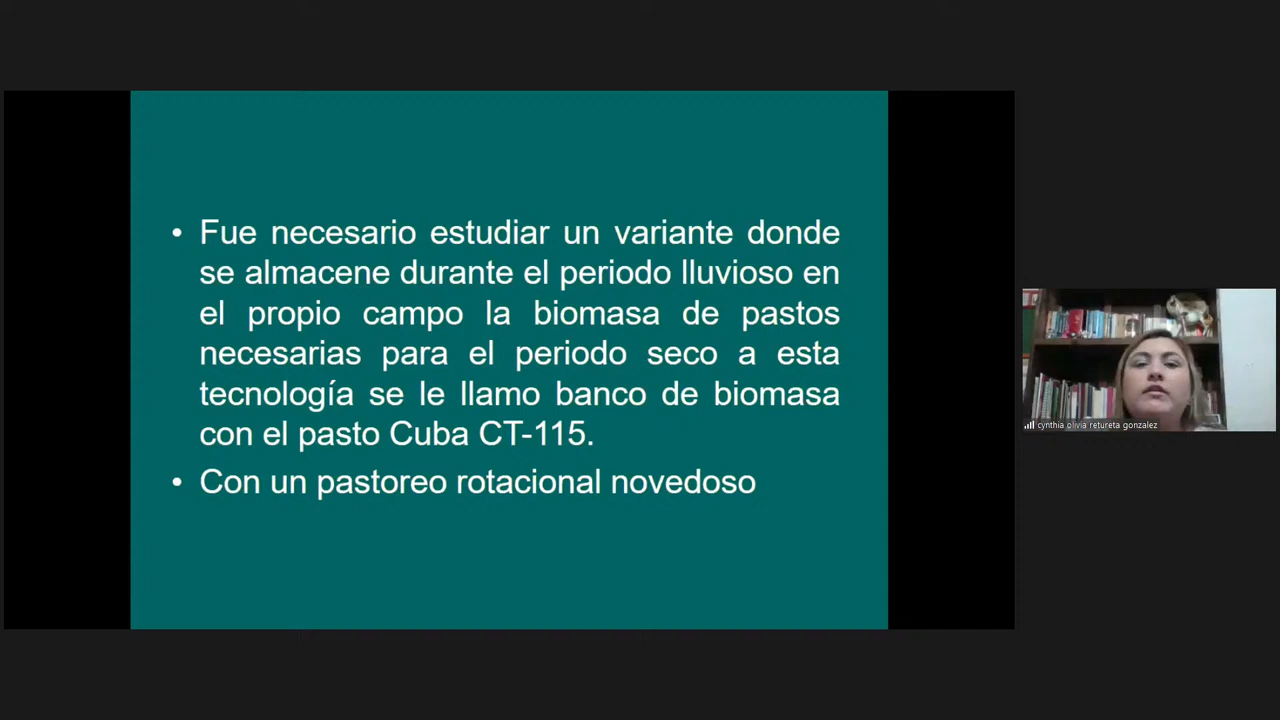 • Fue necesario estudiar un variante donde
se almacene durante el periodo lluvioso en
el propio campo la biomasa de pastos
necesarias para el periodo seco a esta
tecnología se le llamo banco de biomasa
con el pasto Cuba CT-115.
• Con un pastoreo rotacional novedoso
cynthia olivia retureta gonzalez